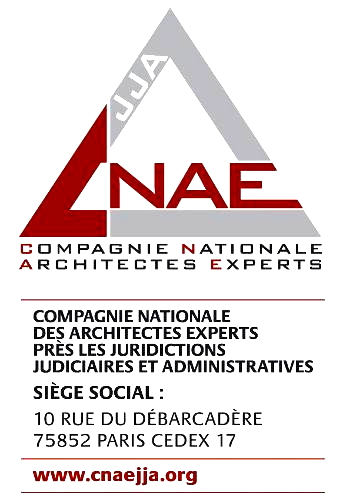 JJA
CNAE
COMPAGNIE NATIONALE
ARCHITECTES EXPERTS
COMPAGNIE NATIONALE
DES ARCHITECTES EXPERTS
PRÈS LES JURIDICTIONS
JUDICIAIRES ET ADMINISTRATIVES
SIÈGE SOCIAL :
10 RUE DU DÉBARCADÈRE
75852 PARIS CEDEX 17
www.cnaejja.org